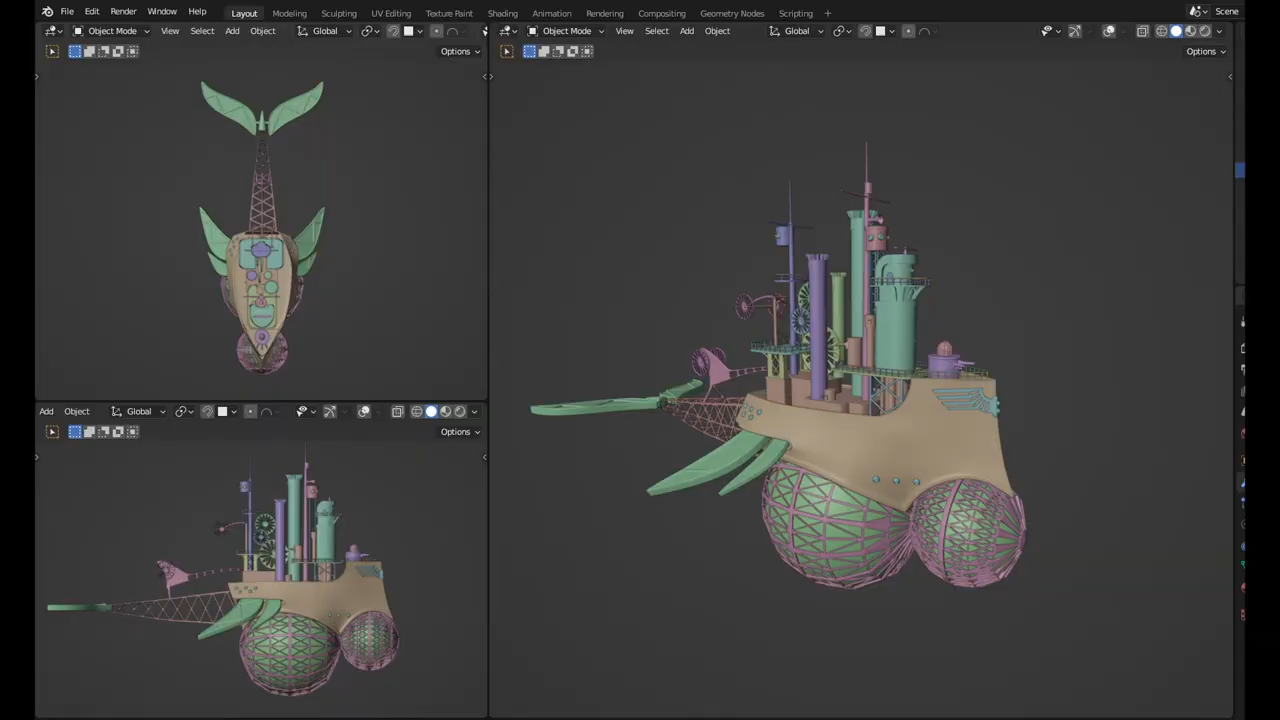 File Edit Render Window Help Layout Modeling Sculpting UV Editing Texture Paint Shading Animation Rendering Compositing Geometry Nodes Scripting + Scene
Object Mode View Select Add Object Global
Object Mode View Select Add Object Global
Options
Options
Add Object Global
Options